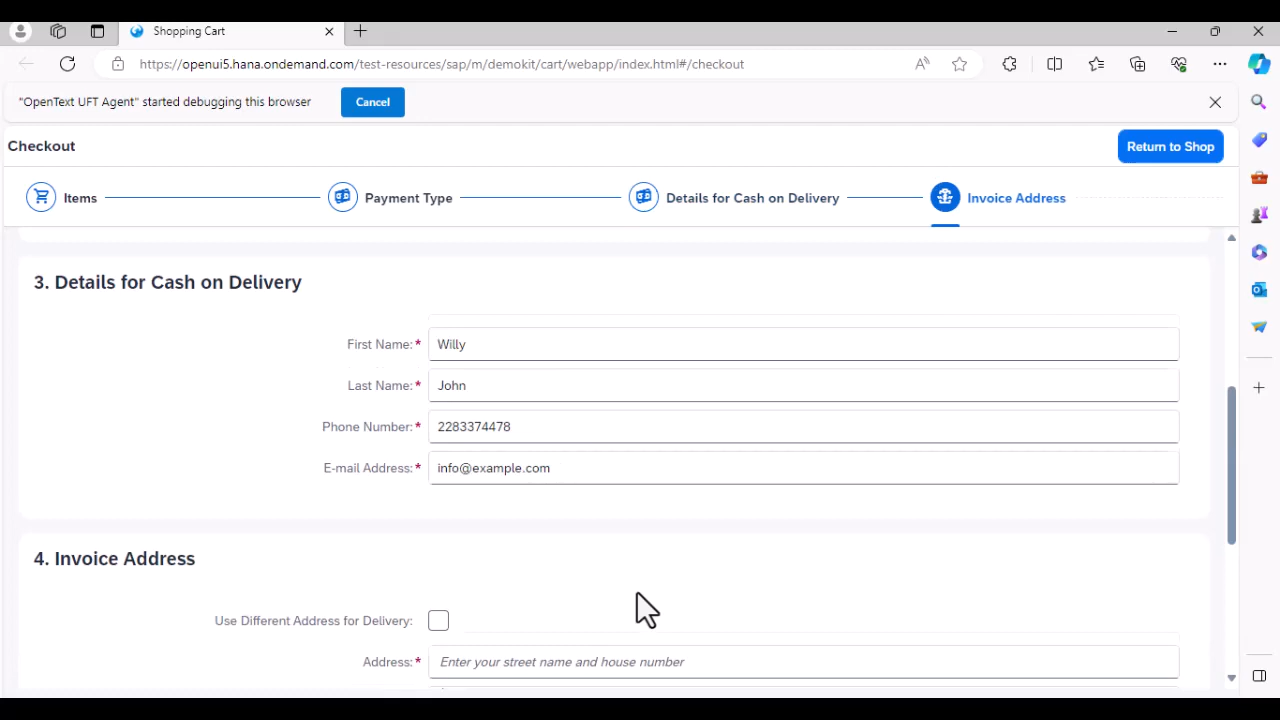 Shopping Cart
https://openui5.hana.ondemand.com/test-resources/sap/m/demokit/cart/webapp/index.html#/checkout
"OpenText UFT Agent" started debugging this browser
Cancel
Checkout
Return to Shop
Items
Payment Type
Details for Cash on Delivery
Invoice Address
3. Details for Cash on Delivery
First Name:* Willy
Last Name:* John
Phone Number:* 2283374478
E-mail Address:* info@example.com
4. Invoice Address
Use Different Address for Delivery:
Address:* Enter your street name and house number